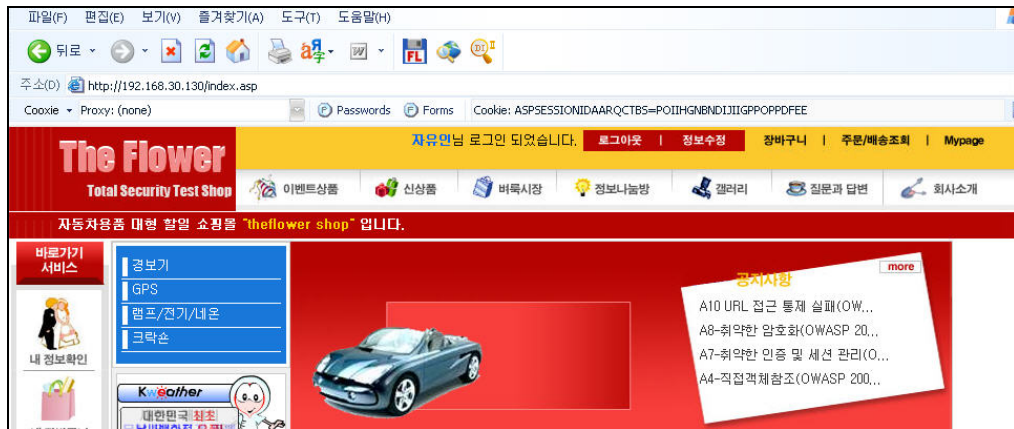 파일(F) 편집(E) 보기(V) 즐겨찾기(A) 도구(T) 도움말(H)
뒤로
FL
주소(D) http://192.168.30.130/index.asp
Cooxie Proxy: (none) Passwords Forms Cookie: ASPSESSIONIDAARQCTBS=POIIHGNBNDIJIIGPPOPPDFEE
The Flower
Total Security Test Shop
자유인님 로그인 되었습니다. 로그아웃 | 정보수정 장바구니 | 주문/배송조회 | Mypage
이벤트상품 신상품 벼룩시장 정보나눔방 갤러리 질문과 답변 회사소개
자동차용품 대형 할일 쇼핑몰 "theflower shop" 입니다.
바로가기
서비스
내 정보확인
경보기
GPS
램프/전기/네온
크락숀
Kweather
대한민국 최초
공지사항
more
A10 URL 접근 통제 실패(OW...
A8-취약한 암호화(OWASP 20...
A7-취약한 인증 및 세션 관리(O...
A4-직접객체참조(OWASP 200...